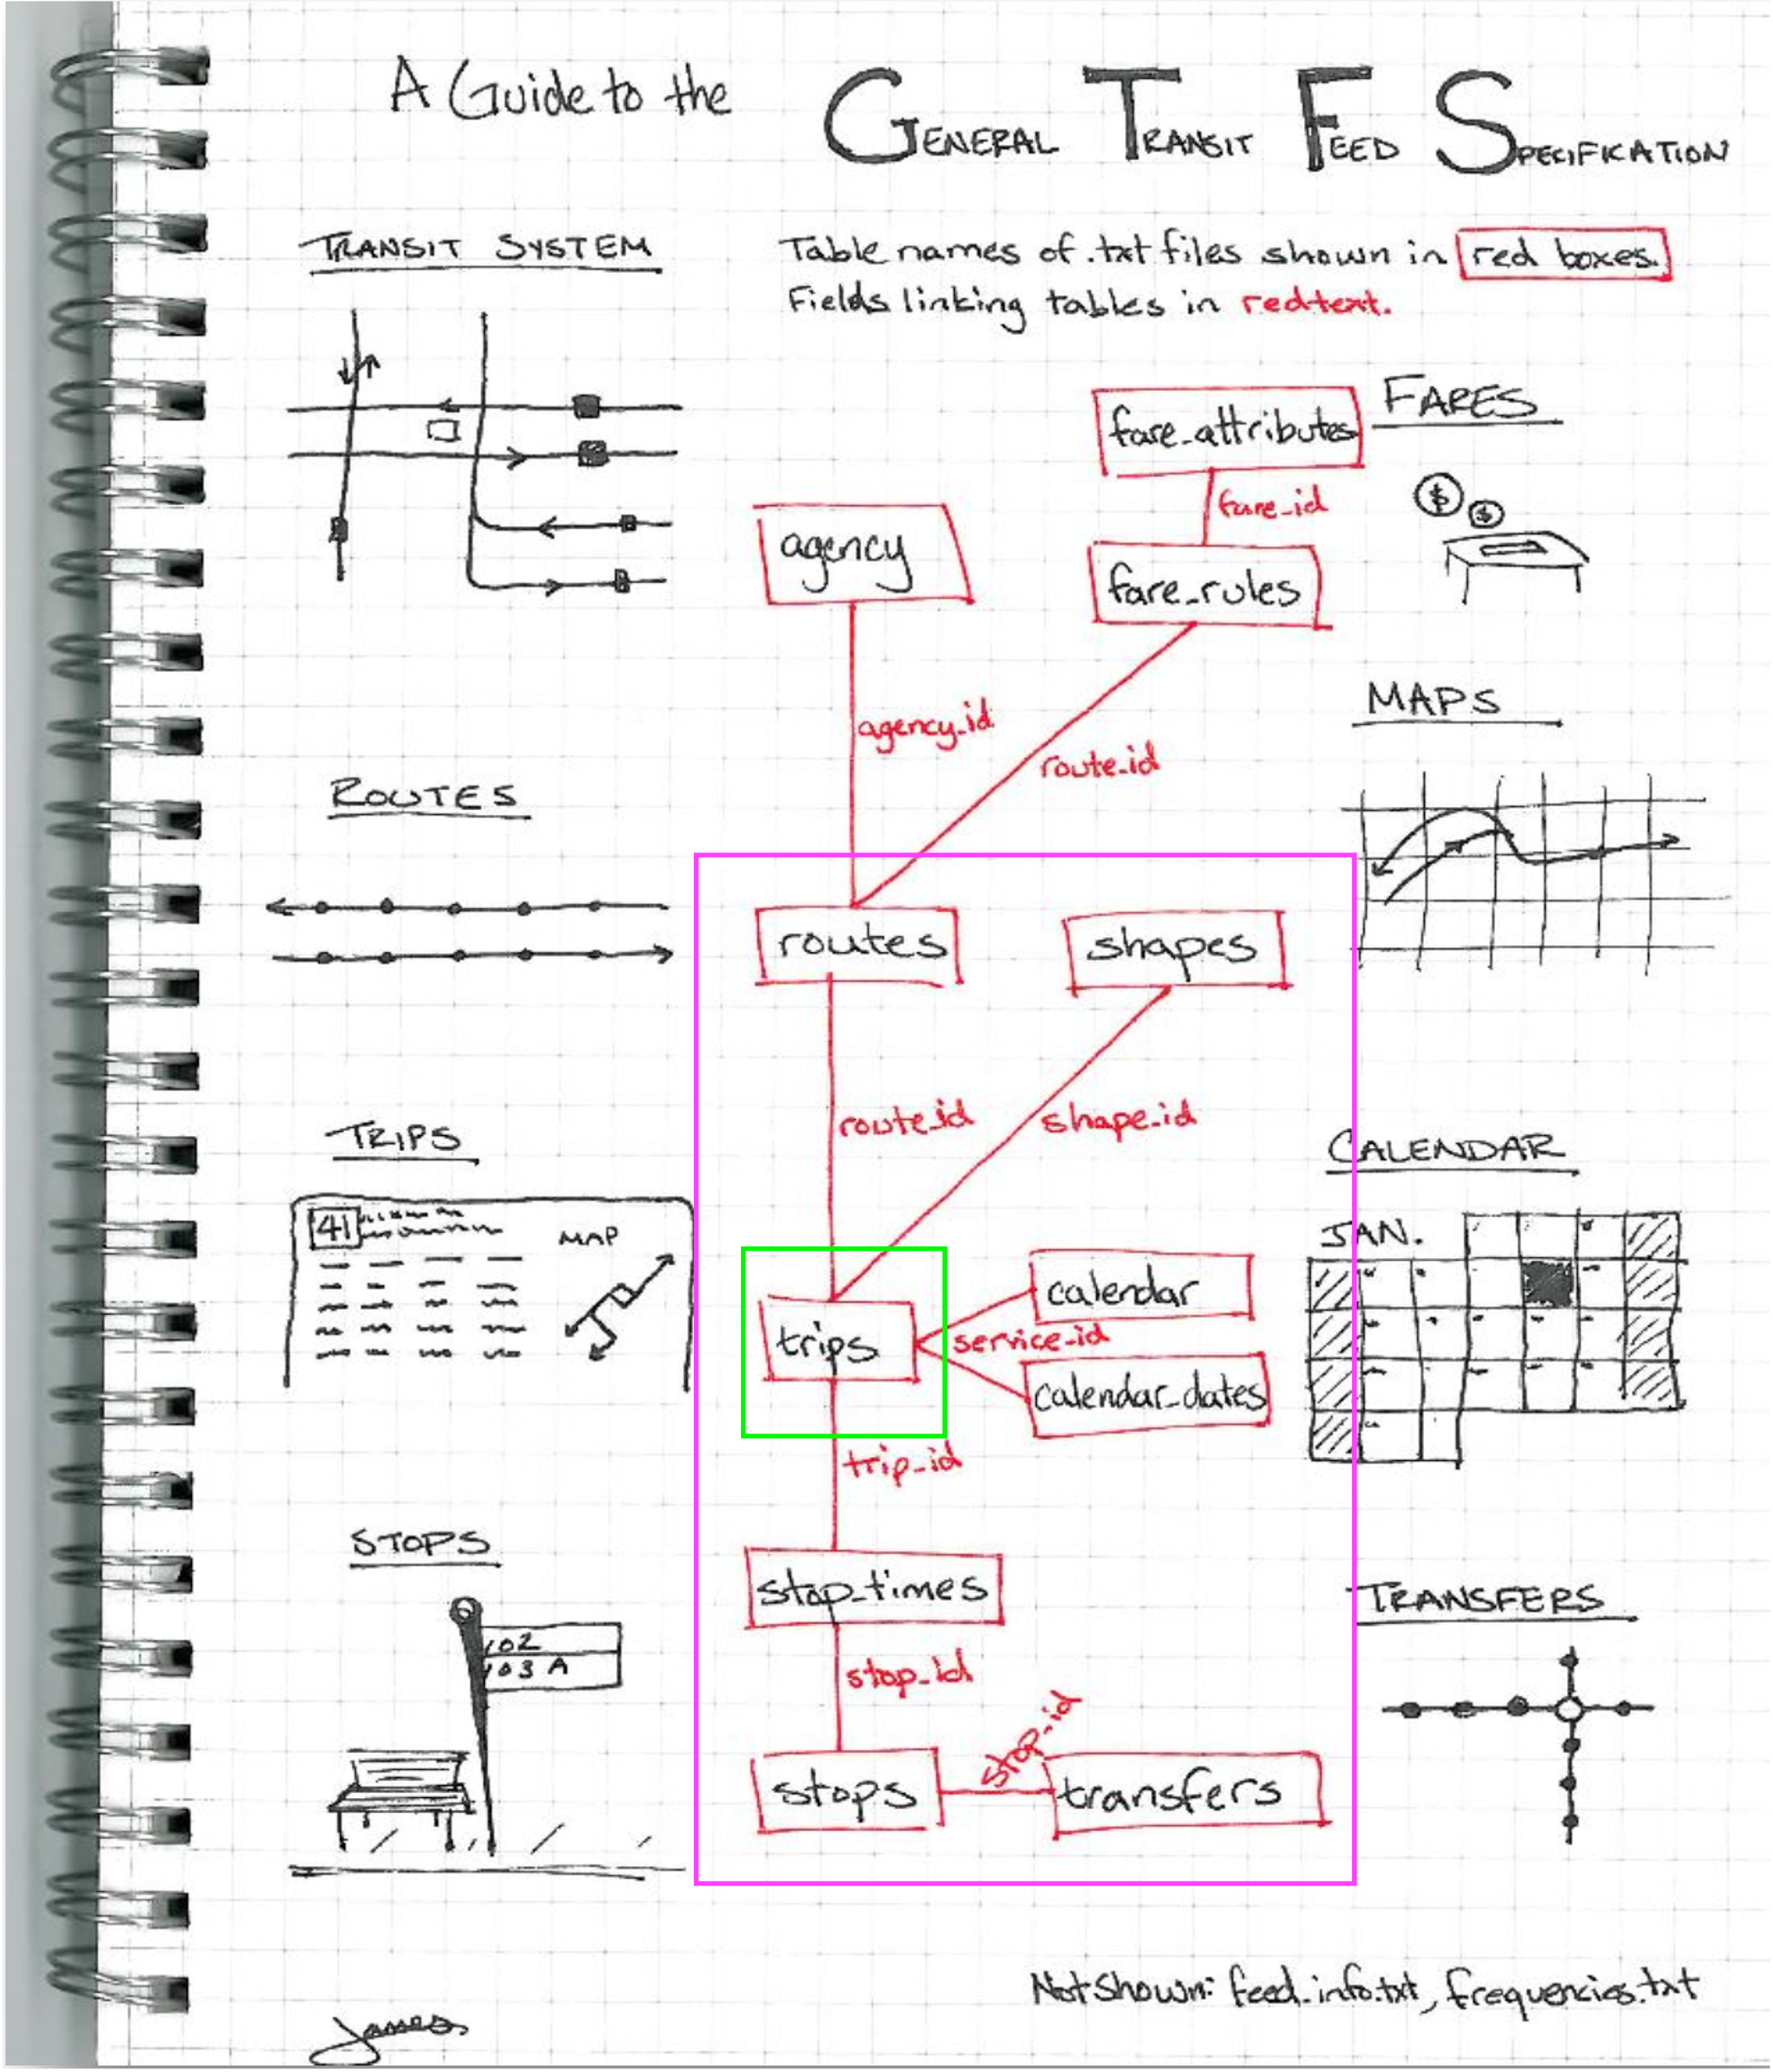 A Guide to the GENERAL TRANSIT FEED SPECIFICATION
TRANSIT SYSTEM
Table names of .txt files shown in red boxes.
Fields linking tables in red text.
fare_attributes
FARES
$ $
fare_id
agency
fare_rules
agency_id
route_id
MAPS
ROUTES
routes
shapes
route_id
shape_id
TRIPS
CALENDAR
41
MAP
JAN.
calendar
trips
service_id
calendar_dates
trip_id
STOPS
stop_times
TRANSFERS
102
103 A
stop_id
stop_id
stops
transfers
Not shown: feed_info.txt, frequencies.txt
James